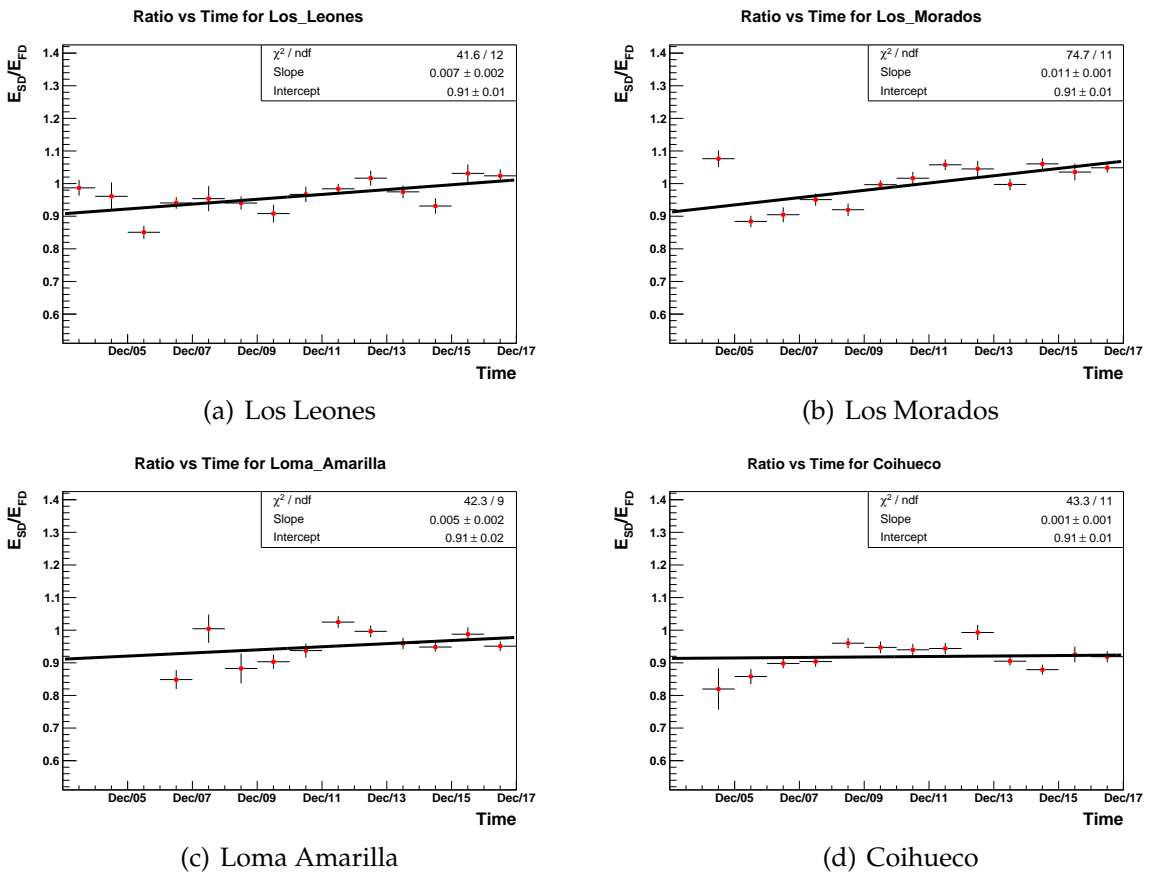 Ratio vs Time for Los_Leones
χ² / ndf 41.6 / 12
Slope 0.007 ± 0.002
Intercept 0.91 ± 0.01
E_SD/E_FD
1.4
1.3
1.2
1.1
1
0.9
0.8
0.7
0.6
Dec/05 Dec/07 Dec/09 Dec/11 Dec/13 Dec/15 Dec/17
Time
(a) Los Leones
Ratio vs Time for Los_Morados
χ² / ndf 74.7 / 11
Slope 0.011 ± 0.001
Intercept 0.91 ± 0.01
E_SD/E_FD
1.4
1.3
1.2
1.1
1
0.9
0.8
0.7
0.6
Dec/05 Dec/07 Dec/09 Dec/11 Dec/13 Dec/15 Dec/17
Time
(b) Los Morados
Ratio vs Time for Loma_Amarilla
χ² / ndf 42.3 / 9
Slope 0.005 ± 0.002
Intercept 0.91 ± 0.02
E_SD/E_FD
1.4
1.3
1.2
1.1
1
0.9
0.8
0.7
0.6
Dec/05 Dec/07 Dec/09 Dec/11 Dec/13 Dec/15 Dec/17
Time
(c) Loma Amarilla
Ratio vs Time for Coihueco
χ² / ndf 43.3 / 11
Slope 0.001 ± 0.001
Intercept 0.91 ± 0.01
E_SD/E_FD
1.4
1.3
1.2
1.1
1
0.9
0.8
0.7
0.6
Dec/05 Dec/07 Dec/09 Dec/11 Dec/13 Dec/15 Dec/17
Time
(d) Coihueco